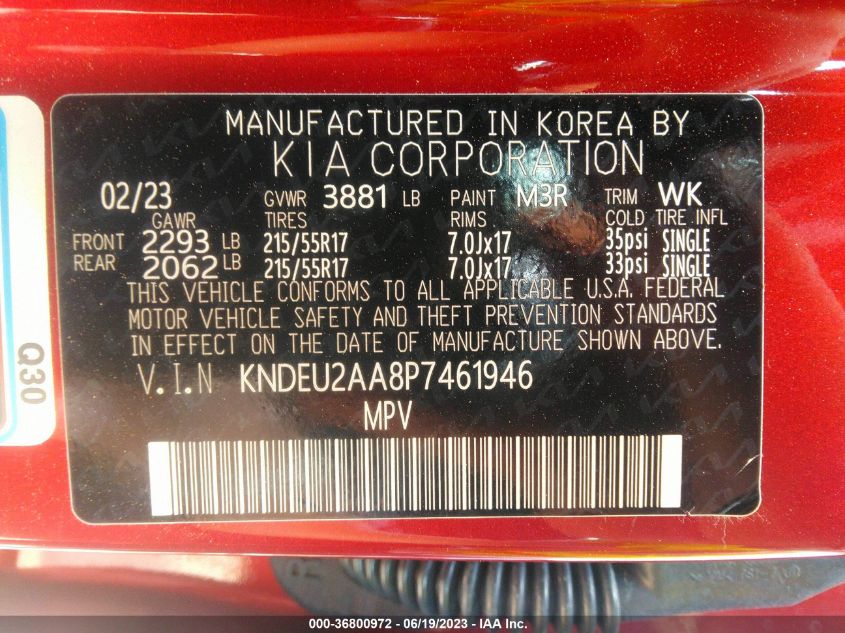 MANUFACTURED IN KOREA BY
KIA CORPORATION
02/23 GVWR 3881 LB PAINT M3R TRIM WK
GAWR TIRES RIMS COLD TIRE INFL
FRONT 2293 LB 215/55R17 7.0Jx17 35psi SINGLE
REAR 2062 LB 215/55R17 7.0Jx17 33psi SINGLE
THIS VEHICLE CONFORMS TO ALL APPLICABLE U.S.A. FEDERAL
MOTOR VEHICLE SAFETY AND THEFT PREVENTION STANDARDS
IN EFFECT ON THE DATE OF MANUFACTURE SHOWN ABOVE.
V.I.N KNDEU2AA8P7461946
MPV
Q30
000-36800972 - 06/19/2023 - IAA Inc.